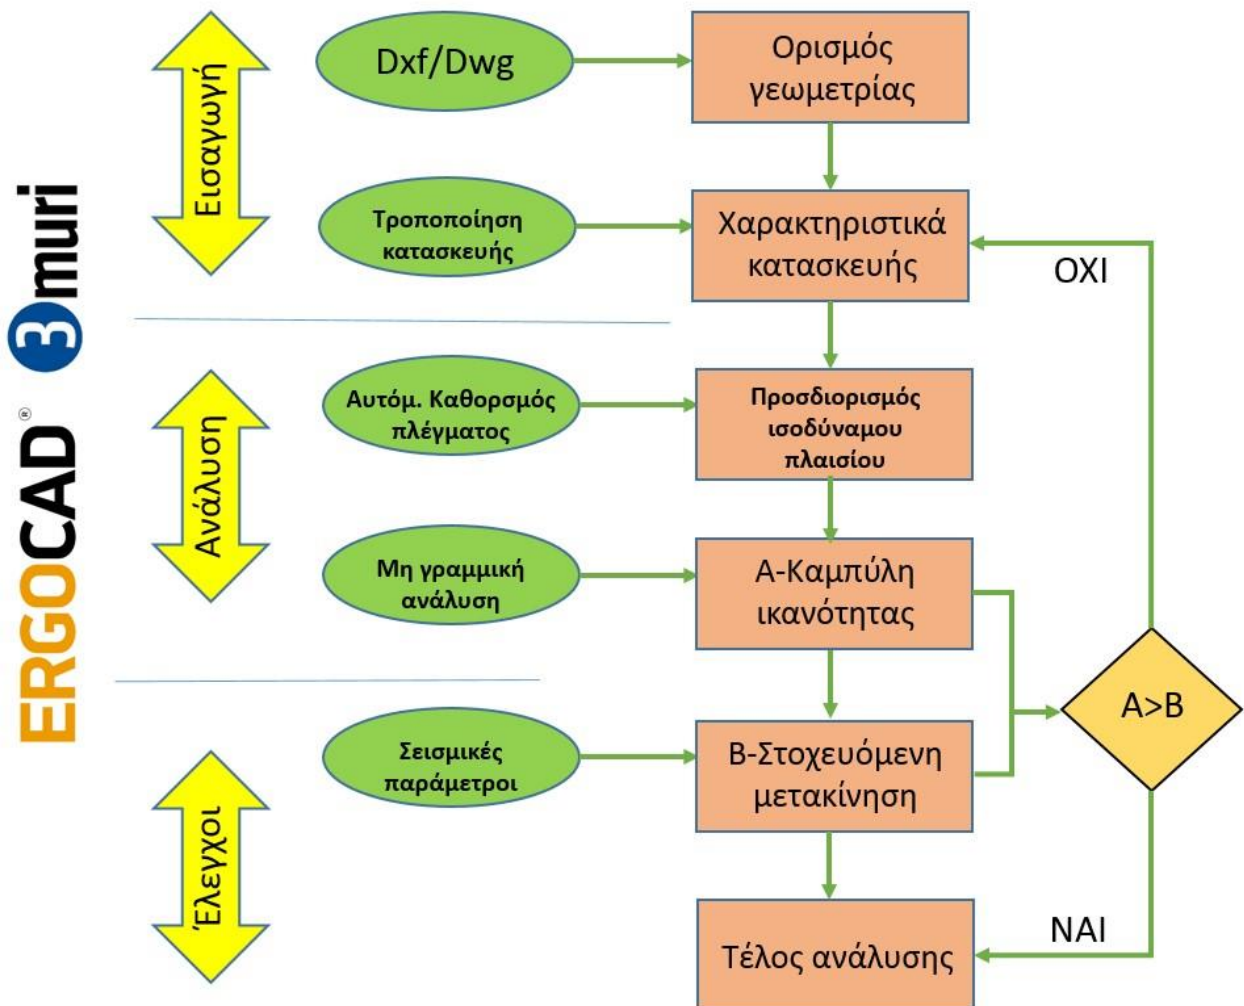 Dxf/Dwg
Ορισμός
γεωμετρίας
Εισαγωγή
Τροποποίηση
κατασκευής
Χαρακτηριστικά
κατασκευής
ΟΧΙ
3muri
ERGOCAD®
Αυτόμ. Καθορσμός
πλέγματος
Προσδιορισμός
ισοδύναμου
πλαισίου
Ανάλυση
Μη γραμμική
ανάλυση
Α-Καμπύλη
ικανότητας
Α>Β
Σεισμικές
παράμετροι
Β-Στοχευόμενη
μετακίνηση
Έλεγχοι
ΝΑΙ
Τέλος ανάλυσης